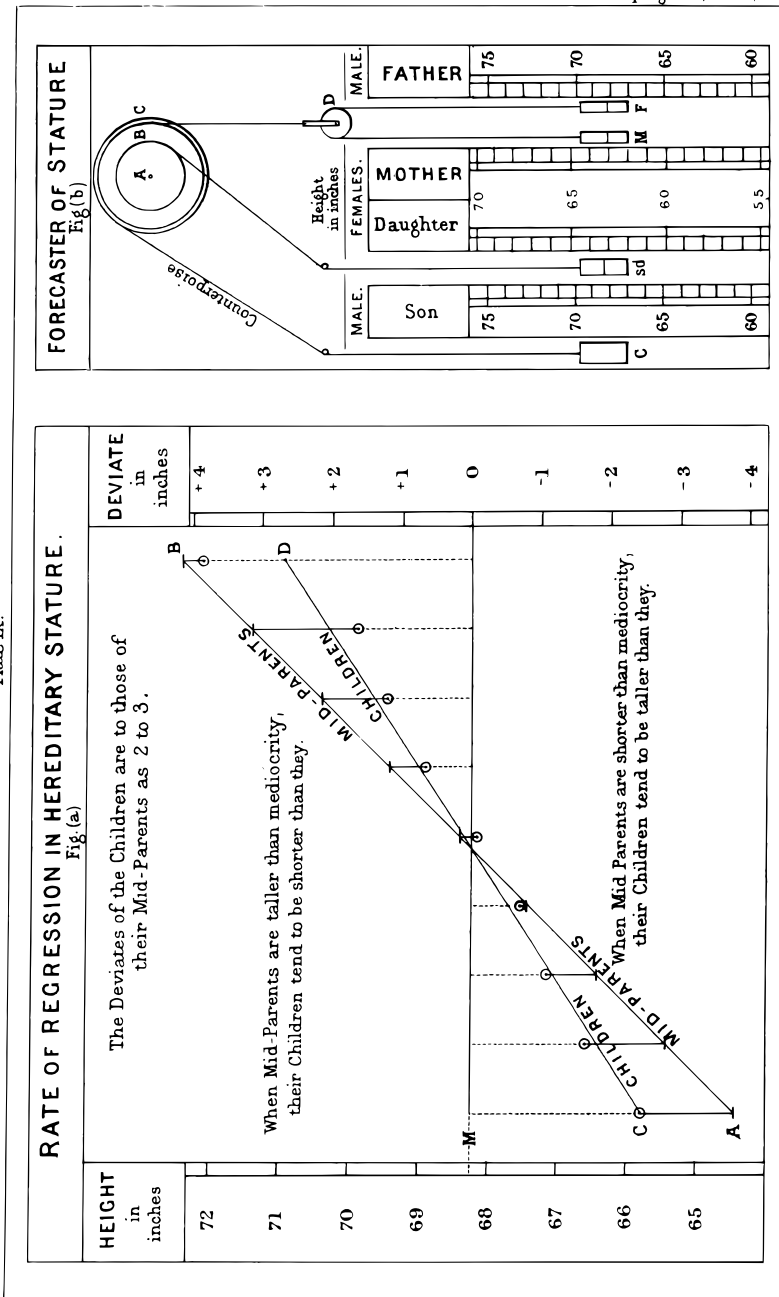 RATE OF REGRESSION IN HEREDITARY STATURE.
Fig. (a)
HEIGHT
in
inches
DEVIATE
in
inches
The Deviates of the Children are to those of
their Mid-Parents as 2 to 3.
When Mid-Parents are taller than mediocrity,
their Children tend to be shorter than they.
When Mid Parents are shorter than mediocrity,
their Children tend to be taller than they.
72
71
70
69
68
67
66
65
+ 4
+ 3
+ 2
+ 1
0
- 1
- 2
- 3
- 4
B
D
MID-PARENTS
CHILDREN
M
C
A
CHILDREN
MID-PARENTS
FORECASTER OF STATURE
Fig (b)
A
B
C
D
Counterpoise
Height
in inches
MALE.
FEMALES.
MALE.
Son
Daughter
MOTHER
FATHER
75
70
65
60
70
65
60
55
75
70
65
60
C
sd
M
F